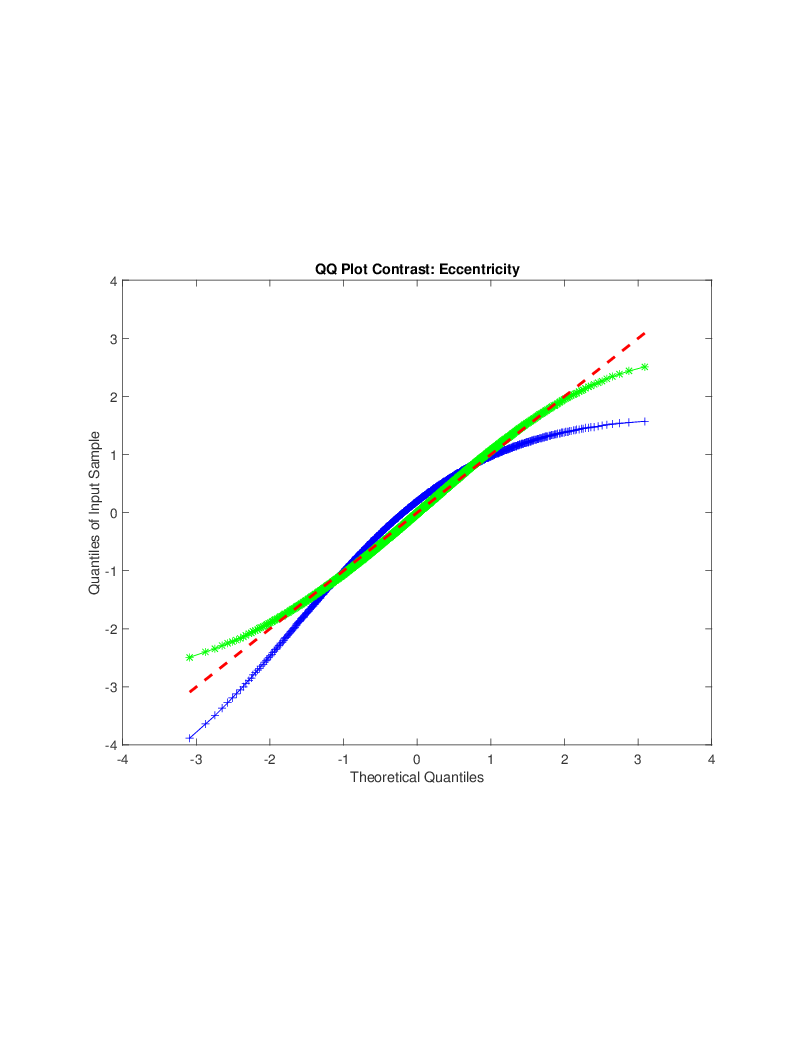 QQ Plot Contrast: Eccentricity
4
3
2
1
0
-1
-2
-3
-4
Quantiles of Input Sample
-4 -3 -2 -1 0 1 2 3 4
Theoretical Quantiles